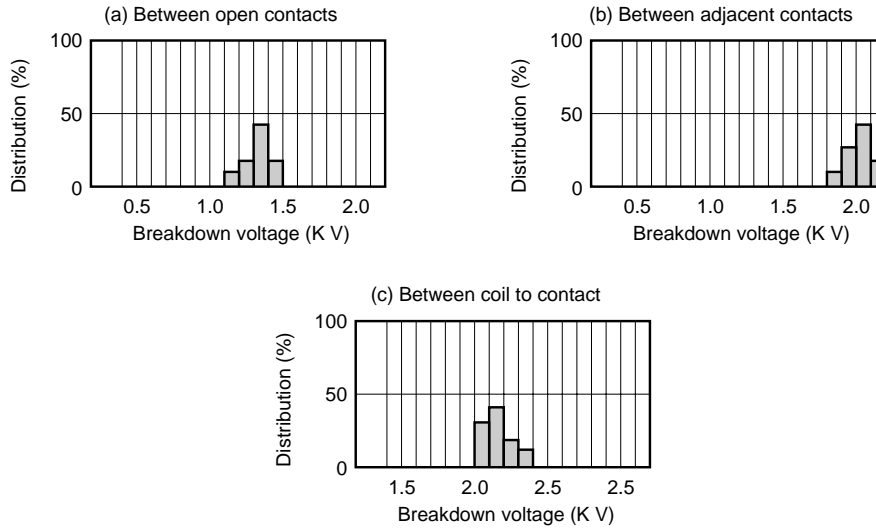 (a) Between open contacts
100
50
0
Distribution (%)
0.5 1.0 1.5 2.0
Breakdown voltage (K V)
(b) Between adjacent contacts
100
50
0
Distribution (%)
0.5 1.0 1.5 2.0
Breakdown voltage (K V)
(c) Between coil to contact
100
50
0
Distribution (%)
1.5 2.0 2.5 2.5
Breakdown voltage (K V)